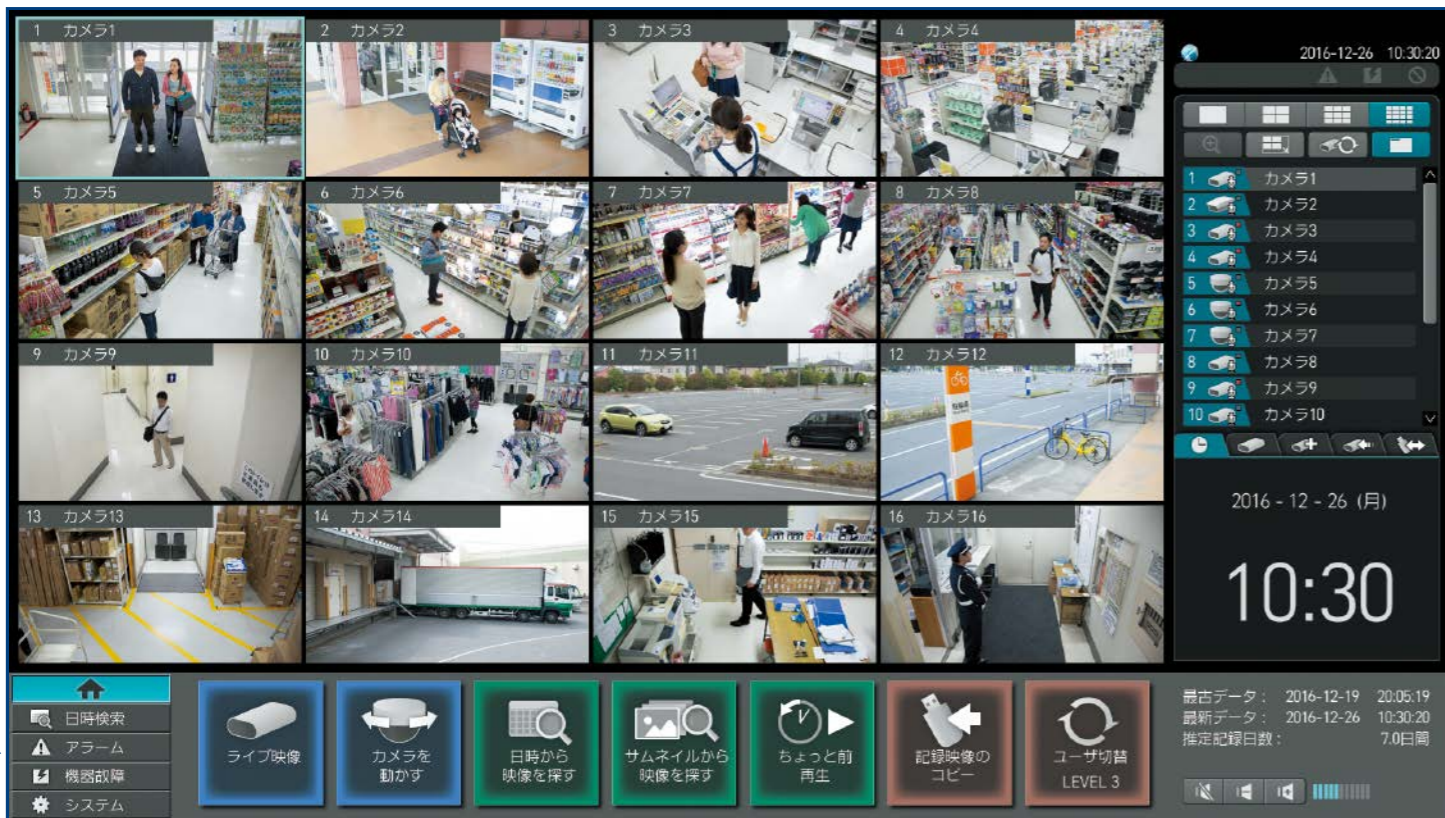 1 カメラ1
2 カメラ2
3 カメラ3
4 カメラ4
5 カメラ5
6 カメラ6
7 カメラ7
8 カメラ8
9 カメラ9
10 カメラ10
11 カメラ11
12 カメラ12
13 カメラ13
14 カメラ14
15 カメラ15
16 カメラ16
2016-12-26 10:30:20
1 カメラ1
2 カメラ2
3 カメラ3
4 カメラ4
5 カメラ5
6 カメラ6
7 カメラ7
8 カメラ8
9 カメラ9
10 カメラ10
2016 - 12 - 26 (月)
10:30
日時検索
アラーム
機器故障
システム
ライブ映像
カメラを
動かす
日時から
映像を探す
サムネイルから
映像を探す
ちょっと前
再生
記録映像の
コピー
ユーザ切替
LEVEL 3
最古データ: 2016-12-19 20:05:19
最新データ: 2016-12-26 10:30:20
推定記録日数: 7.0日間